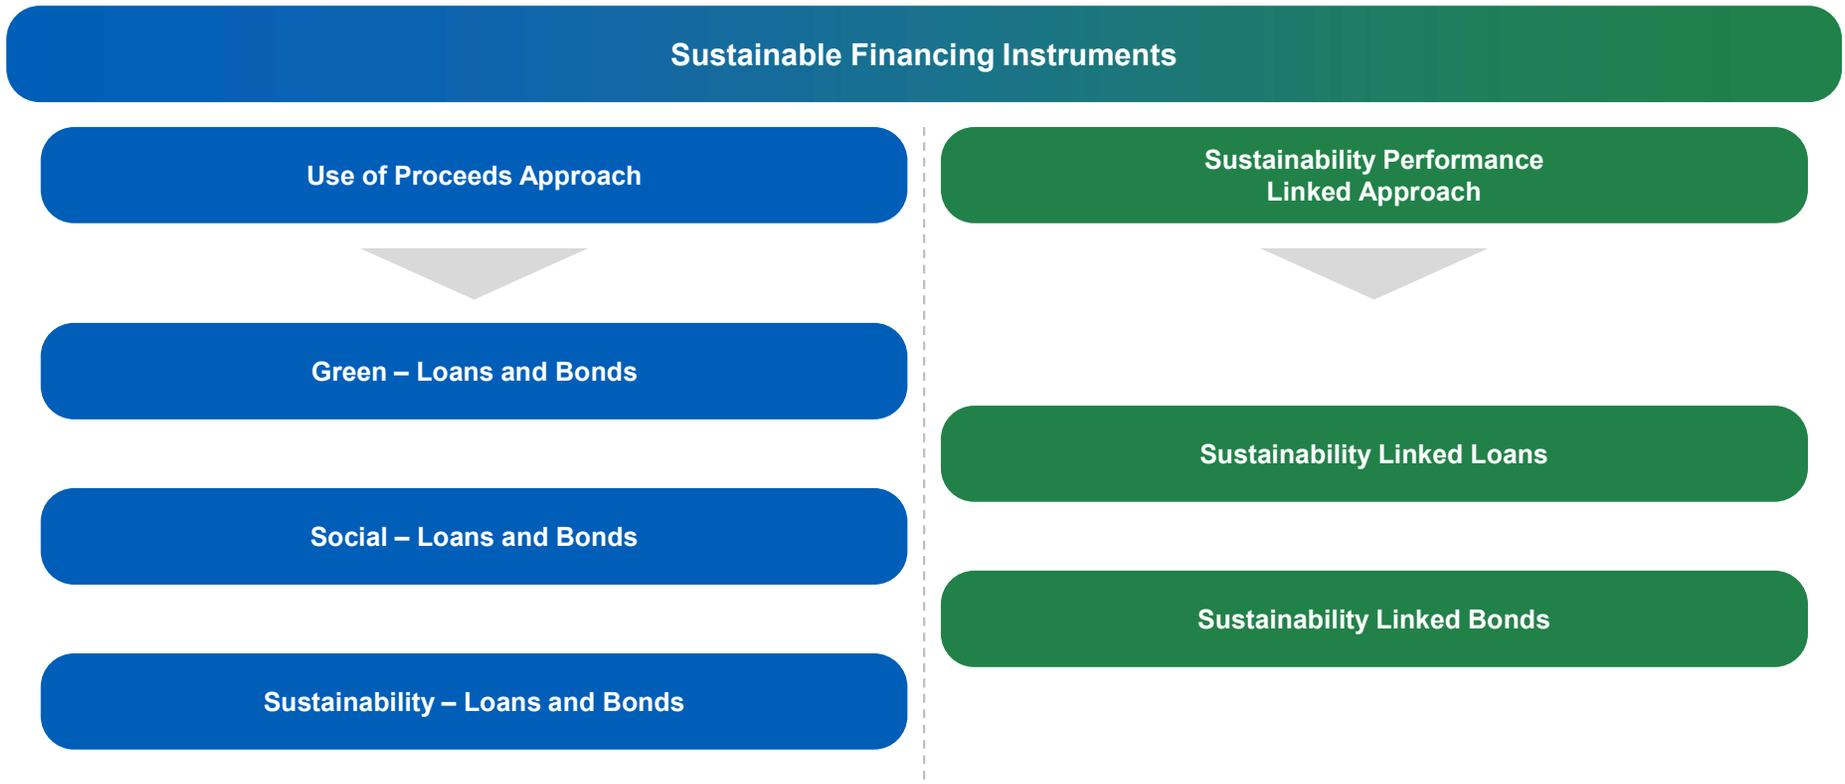 Sustainable Financing Instruments
Use of Proceeds Approach
Green – Loans and Bonds
Social – Loans and Bonds
Sustainability – Loans and Bonds
Sustainability Performance
Linked Approach
Sustainability Linked Loans
Sustainability Linked Bonds